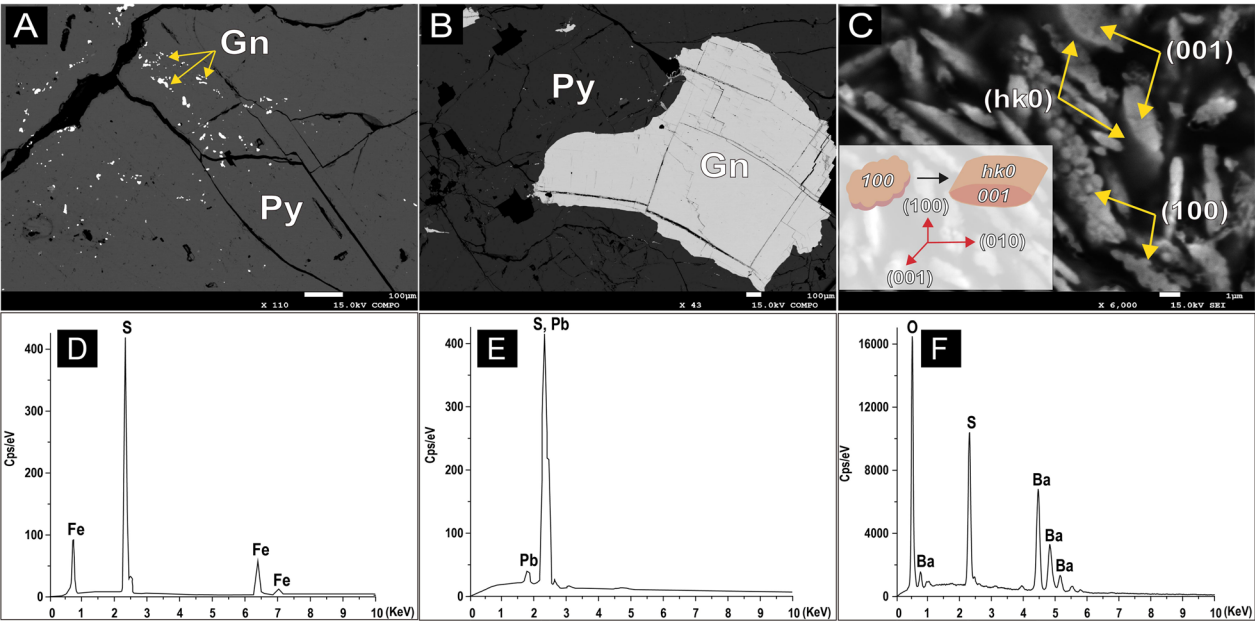 A
Gn
Py
100µm
X 110 15.0kV COMPO
B
Py
Gn
100µm
X 43 15.0kV COMPO
C
(001)
(hk0)
(100)
100
hk0
001
(100)
(010)
(001)
1µm
X 6,000 15.0kV SEI
D
S
Fe
Fe
Fe
Cps/eV
400
300
200
100
0
0 1 2 3 4 5 6 7 8 9 10 (KeV)
E
S, Pb
Pb
Cps/eV
400
300
200
100
0
0 1 2 3 4 5 6 7 8 9 10 (KeV)
F
O
S
Ba
Ba
Ba
Ba
Cps/eV
16000
12000
8000
4000
0
0 1 2 3 4 5 6 7 8 9 10 (KeV)